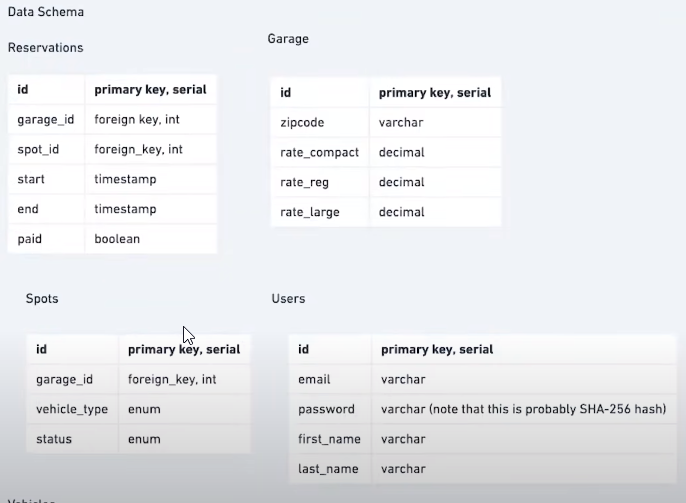 Data Schema
Reservations
id primary key, serial
garage_id foreign key, int
spot_id foreign_key, int
start timestamp
end timestamp
paid boolean
Garage
id primary key, serial
zipcode varchar
rate_compact decimal
rate_reg decimal
rate_large decimal
Spots
id primary key, serial
garage_id foreign_key, int
vehicle_type enum
status enum
Users
id primary key, serial
email varchar
password varchar (note that this is probably SHA-256 hash)
first_name varchar
last_name varchar